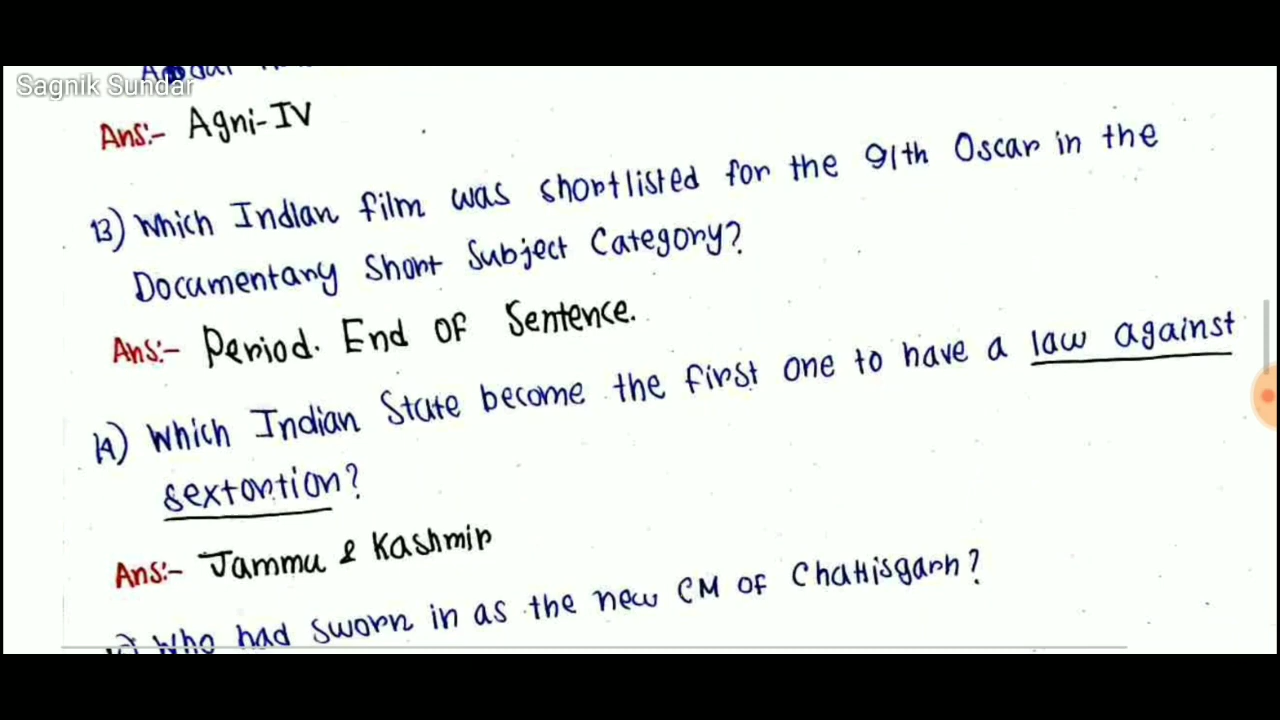 Sagnik Sundar
Ans:- Agni-IV
13) Which Indian film was shortlisted for the 91th Oscar in the
Documentary Short Subject Category?
Ans:- Period. End OF Sentence.
14) Which Indian State become the first one to have a law against
sextortion?
Ans:- Jammu & Kashmir
Who had sworn in as the new CM OF Chattisgarh?